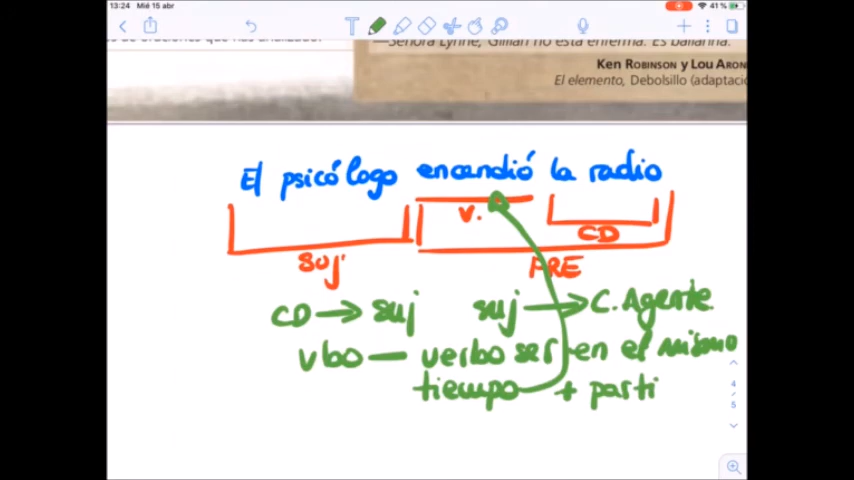 13:24 Mié 15 abr
41 %
—Señora Lynne, Gillian no está enferma. Es bailarina.
KEN ROBINSON y LOU ARON
El elemento, Debolsillo (adaptació
El psicólogo encendió la radio
V.
CD
suj
PRE
CD → suj suj → C. Agente
vbo — verbo ser en el mismo
tiempo + parti
4
/
5